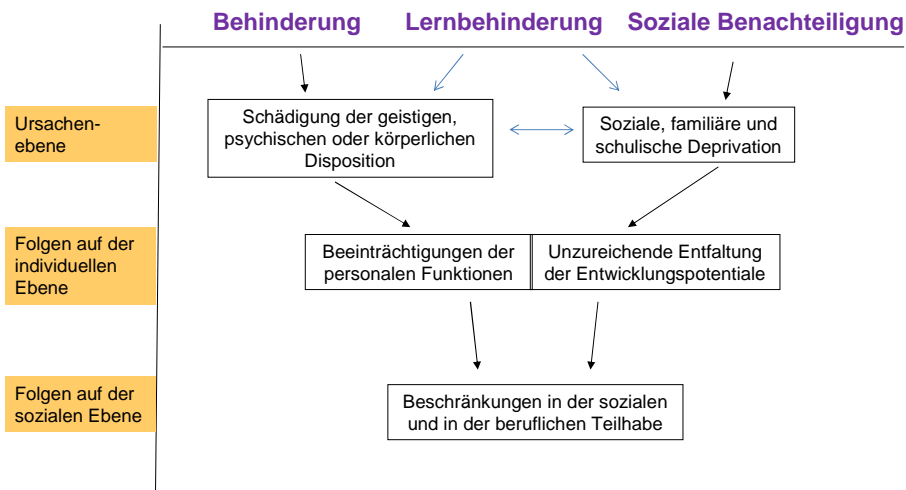 Behinderung Lernbehinderung Soziale Benachteiligung
Ursachen-
ebene
Schädigung der geistigen,
psychischen oder körperlichen
Disposition
Soziale, familiäre und
schulische Deprivation
Folgen auf der
individuellen
Ebene
Beeinträchtigungen der
personalen Funktionen
Unzureichende Entfaltung
der Entwicklungspotentiale
Folgen auf der
sozialen Ebene
Beschränkungen in der sozialen
und in der beruflichen Teilhabe